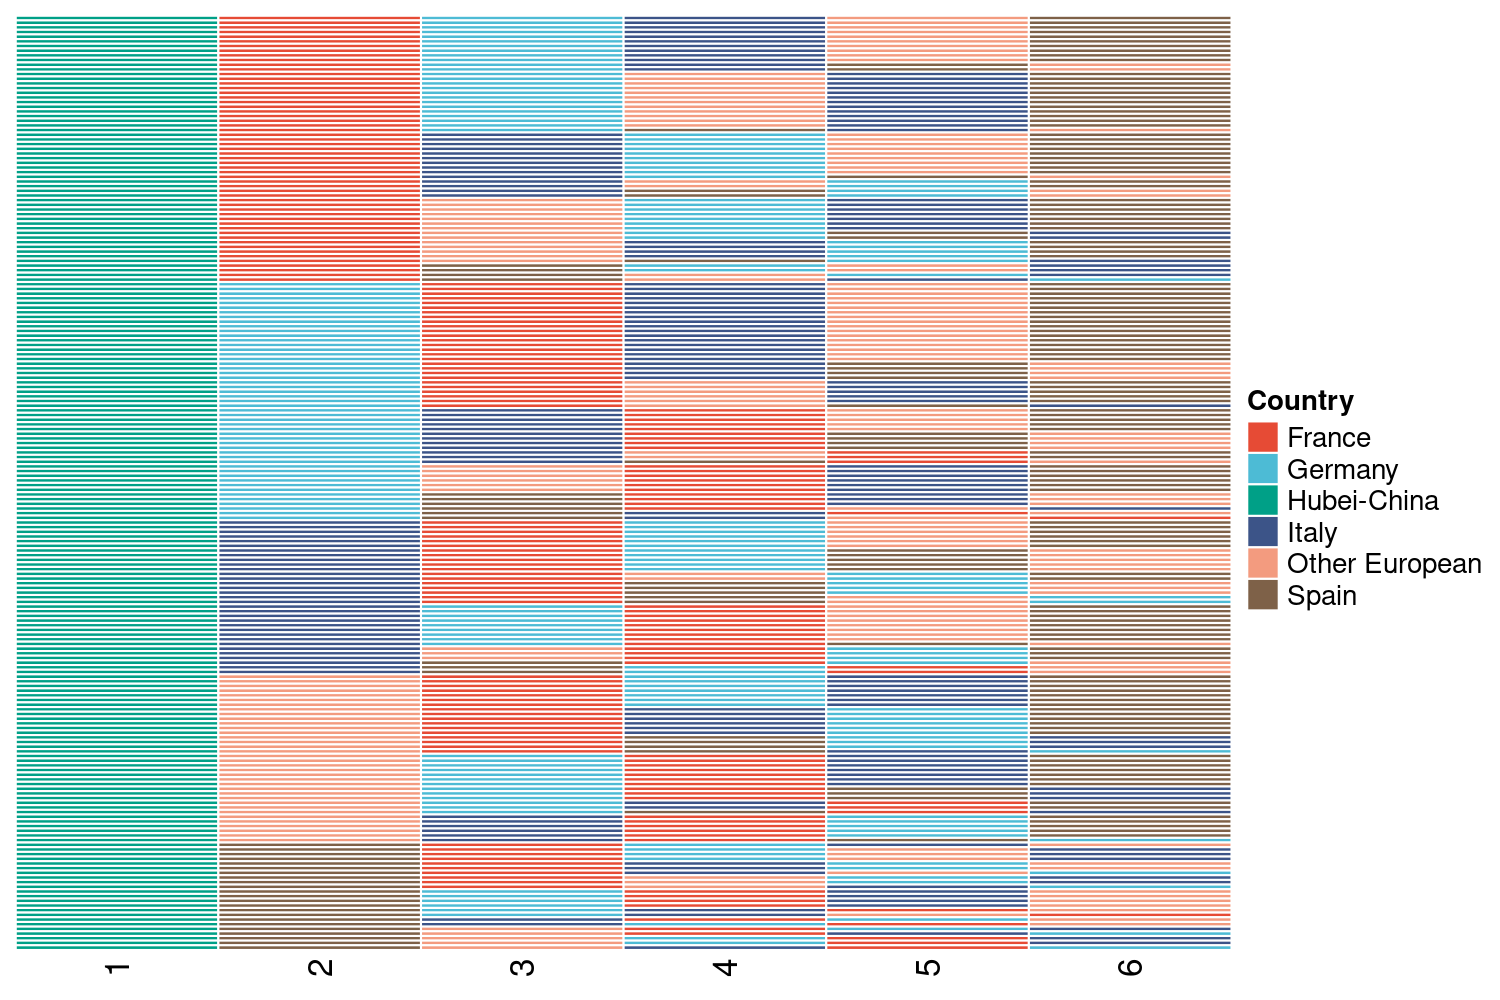 Country
France
Germany
Hubei-China
Italy
Other European
Spain
1 2 3 4 5 6